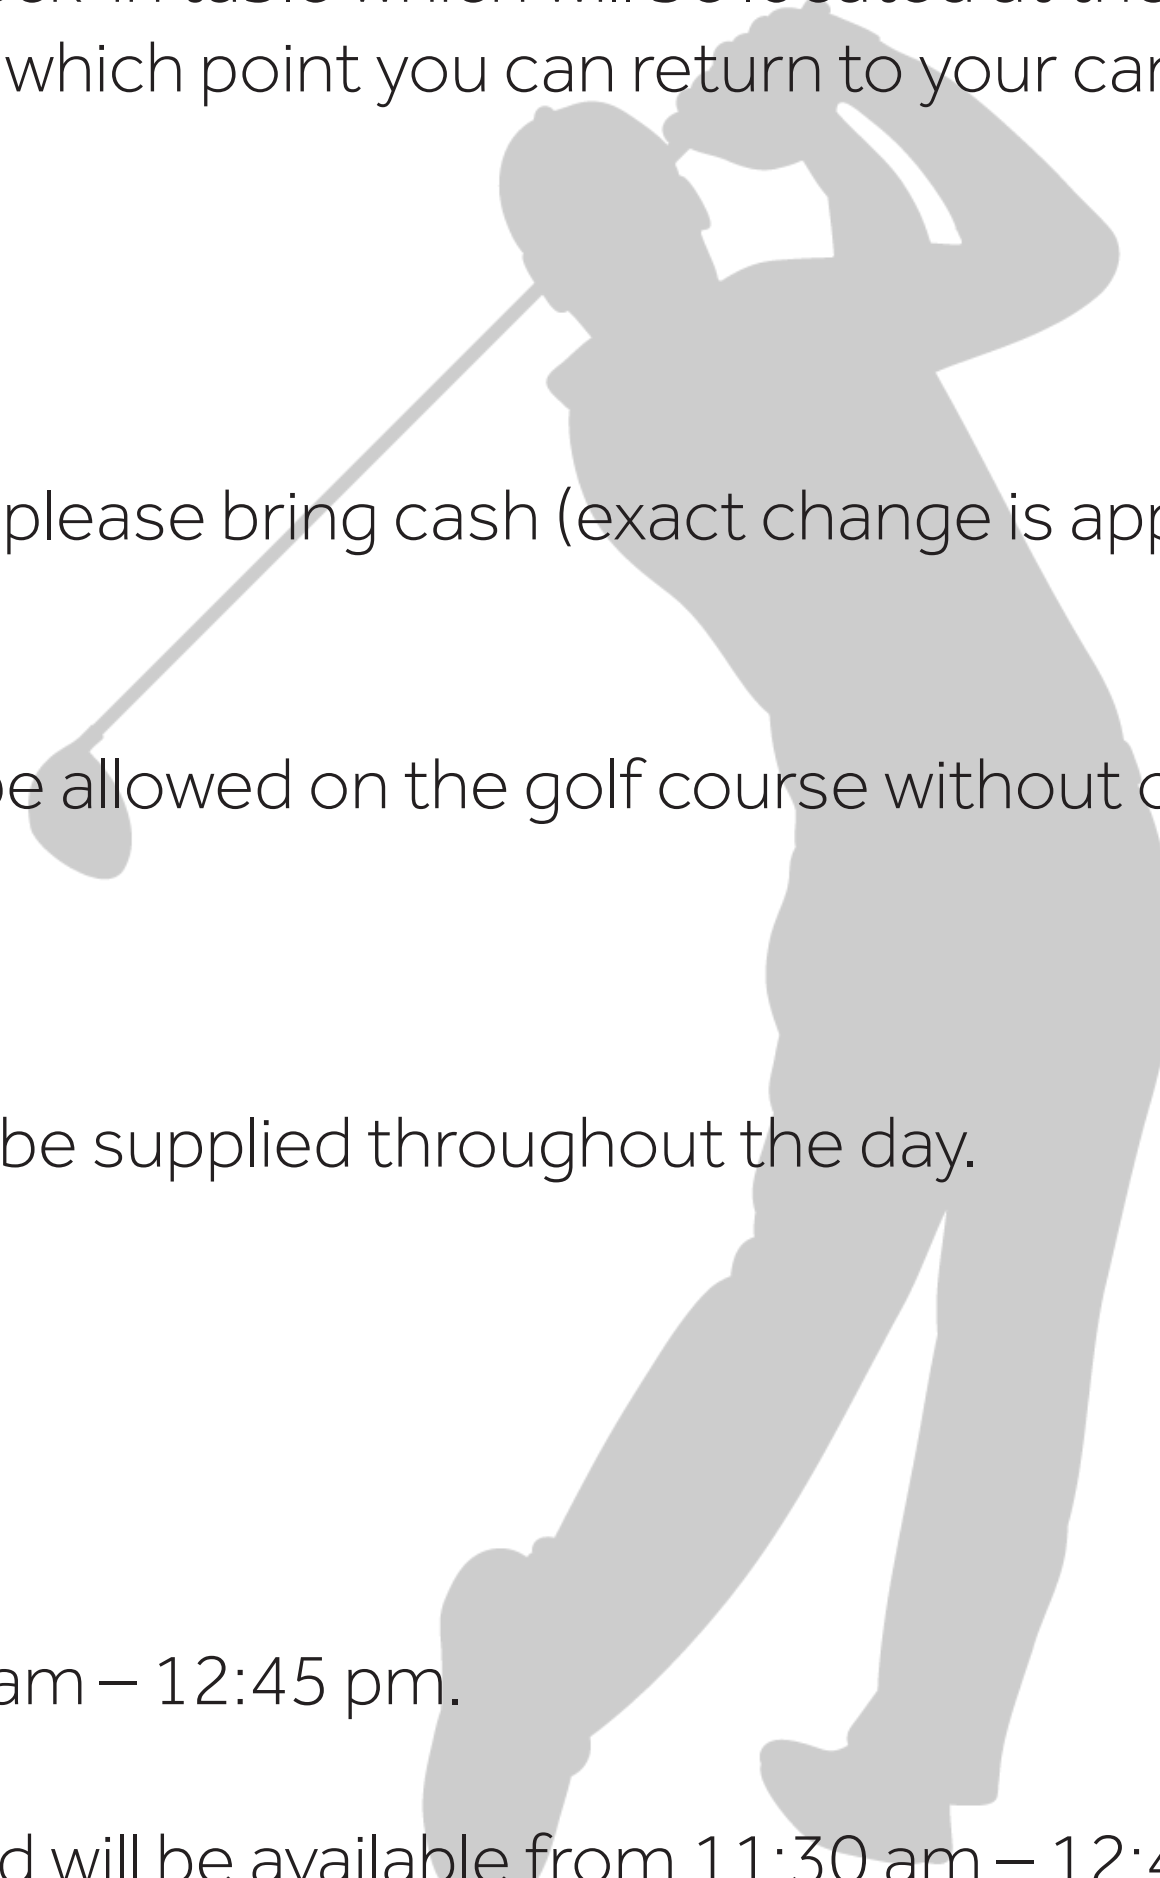 which point you can return to your car
please bring cash (exact change is app
be allowed on the golf course without
be supplied throughout the day.
am – 12:45 pm.
will be available from 11:30 am – 12:4